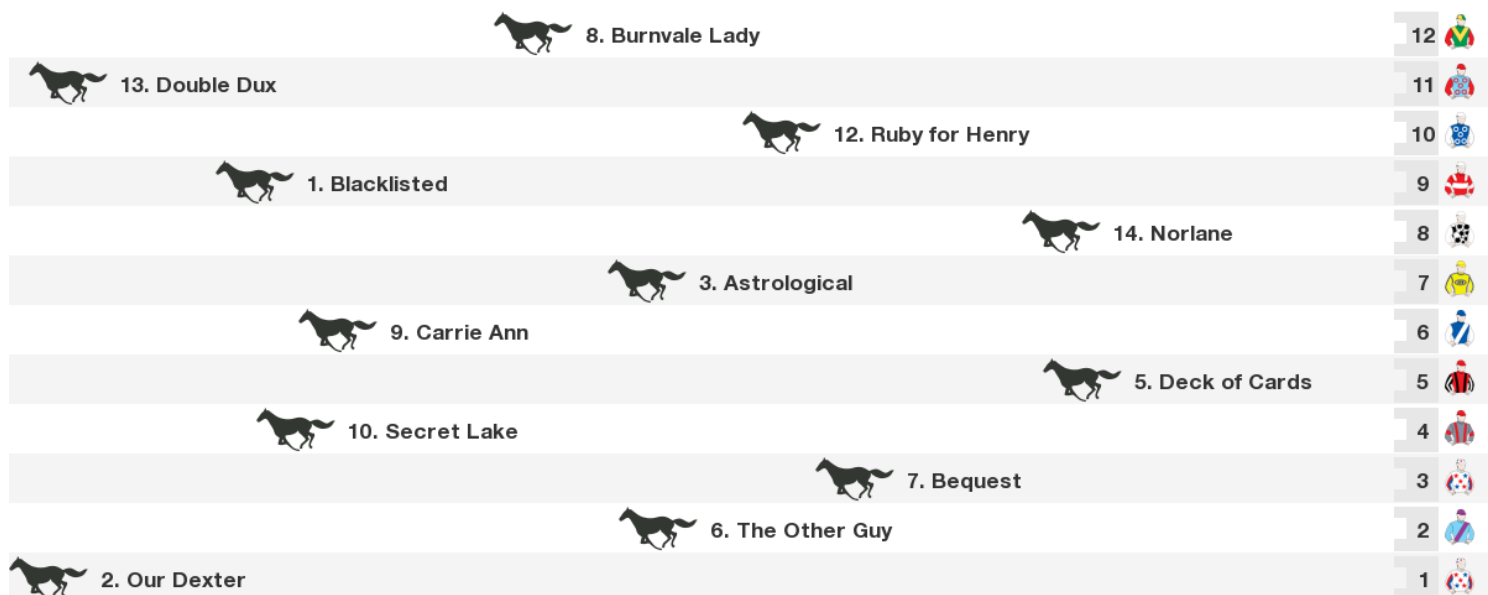 8. Burnvale Lady 12
13. Double Dux 11
12. Ruby for Henry 10
1. Blacklisted 9
14. Norlane 8
3. Astrological 7
9. Carrie Ann 6
5. Deck of Cards 5
10. Secret Lake 4
7. Bequest 3
6. The Other Guy 2
2. Our Dexter 1